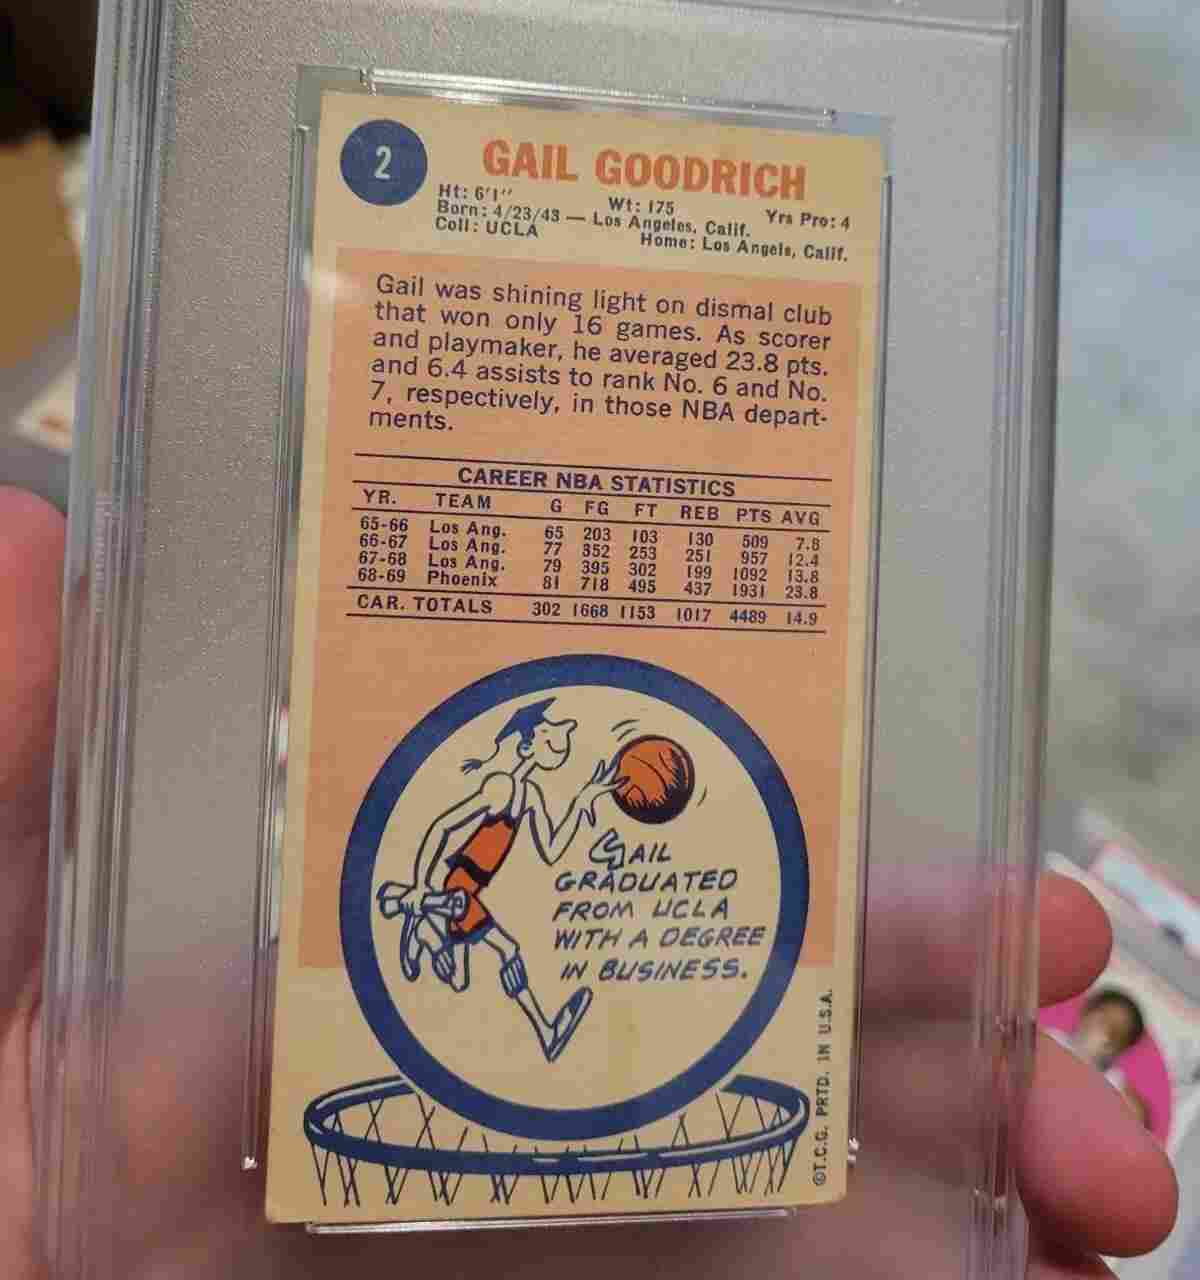 2
GAIL GOODRICH
Ht: 6'1" Wt: 175 Yrs Pro: 4
Born: 4/23/43 — Los Angeles, Calif.
Coll: UCLA Home: Los Angels, Calif.
Gail was shining light on dismal club
that won only 16 games. As scorer
and playmaker, he averaged 23.8 pts.
and 6.4 assists to rank No. 6 and No.
7, respectively, in those NBA depart-
ments.
CAREER NBA STATISTICS
YR. TEAM G FG FT REB PTS AVG
65-66 Los Ang. 65 203 103 130 509 7.8
66-67 Los Ang. 77 352 253 251 957 12.4
67-68 Los Ang. 79 395 302 199 1092 13.8
68-69 Phoenix 81 718 495 437 1931 23.8
CAR. TOTALS 302 1668 1153 1017 4489 14.9
GAIL
GRADUATED
FROM UCLA
WITH A DEGREE
IN BUSINESS.
©T.C.G. PRTD. IN U.S.A.